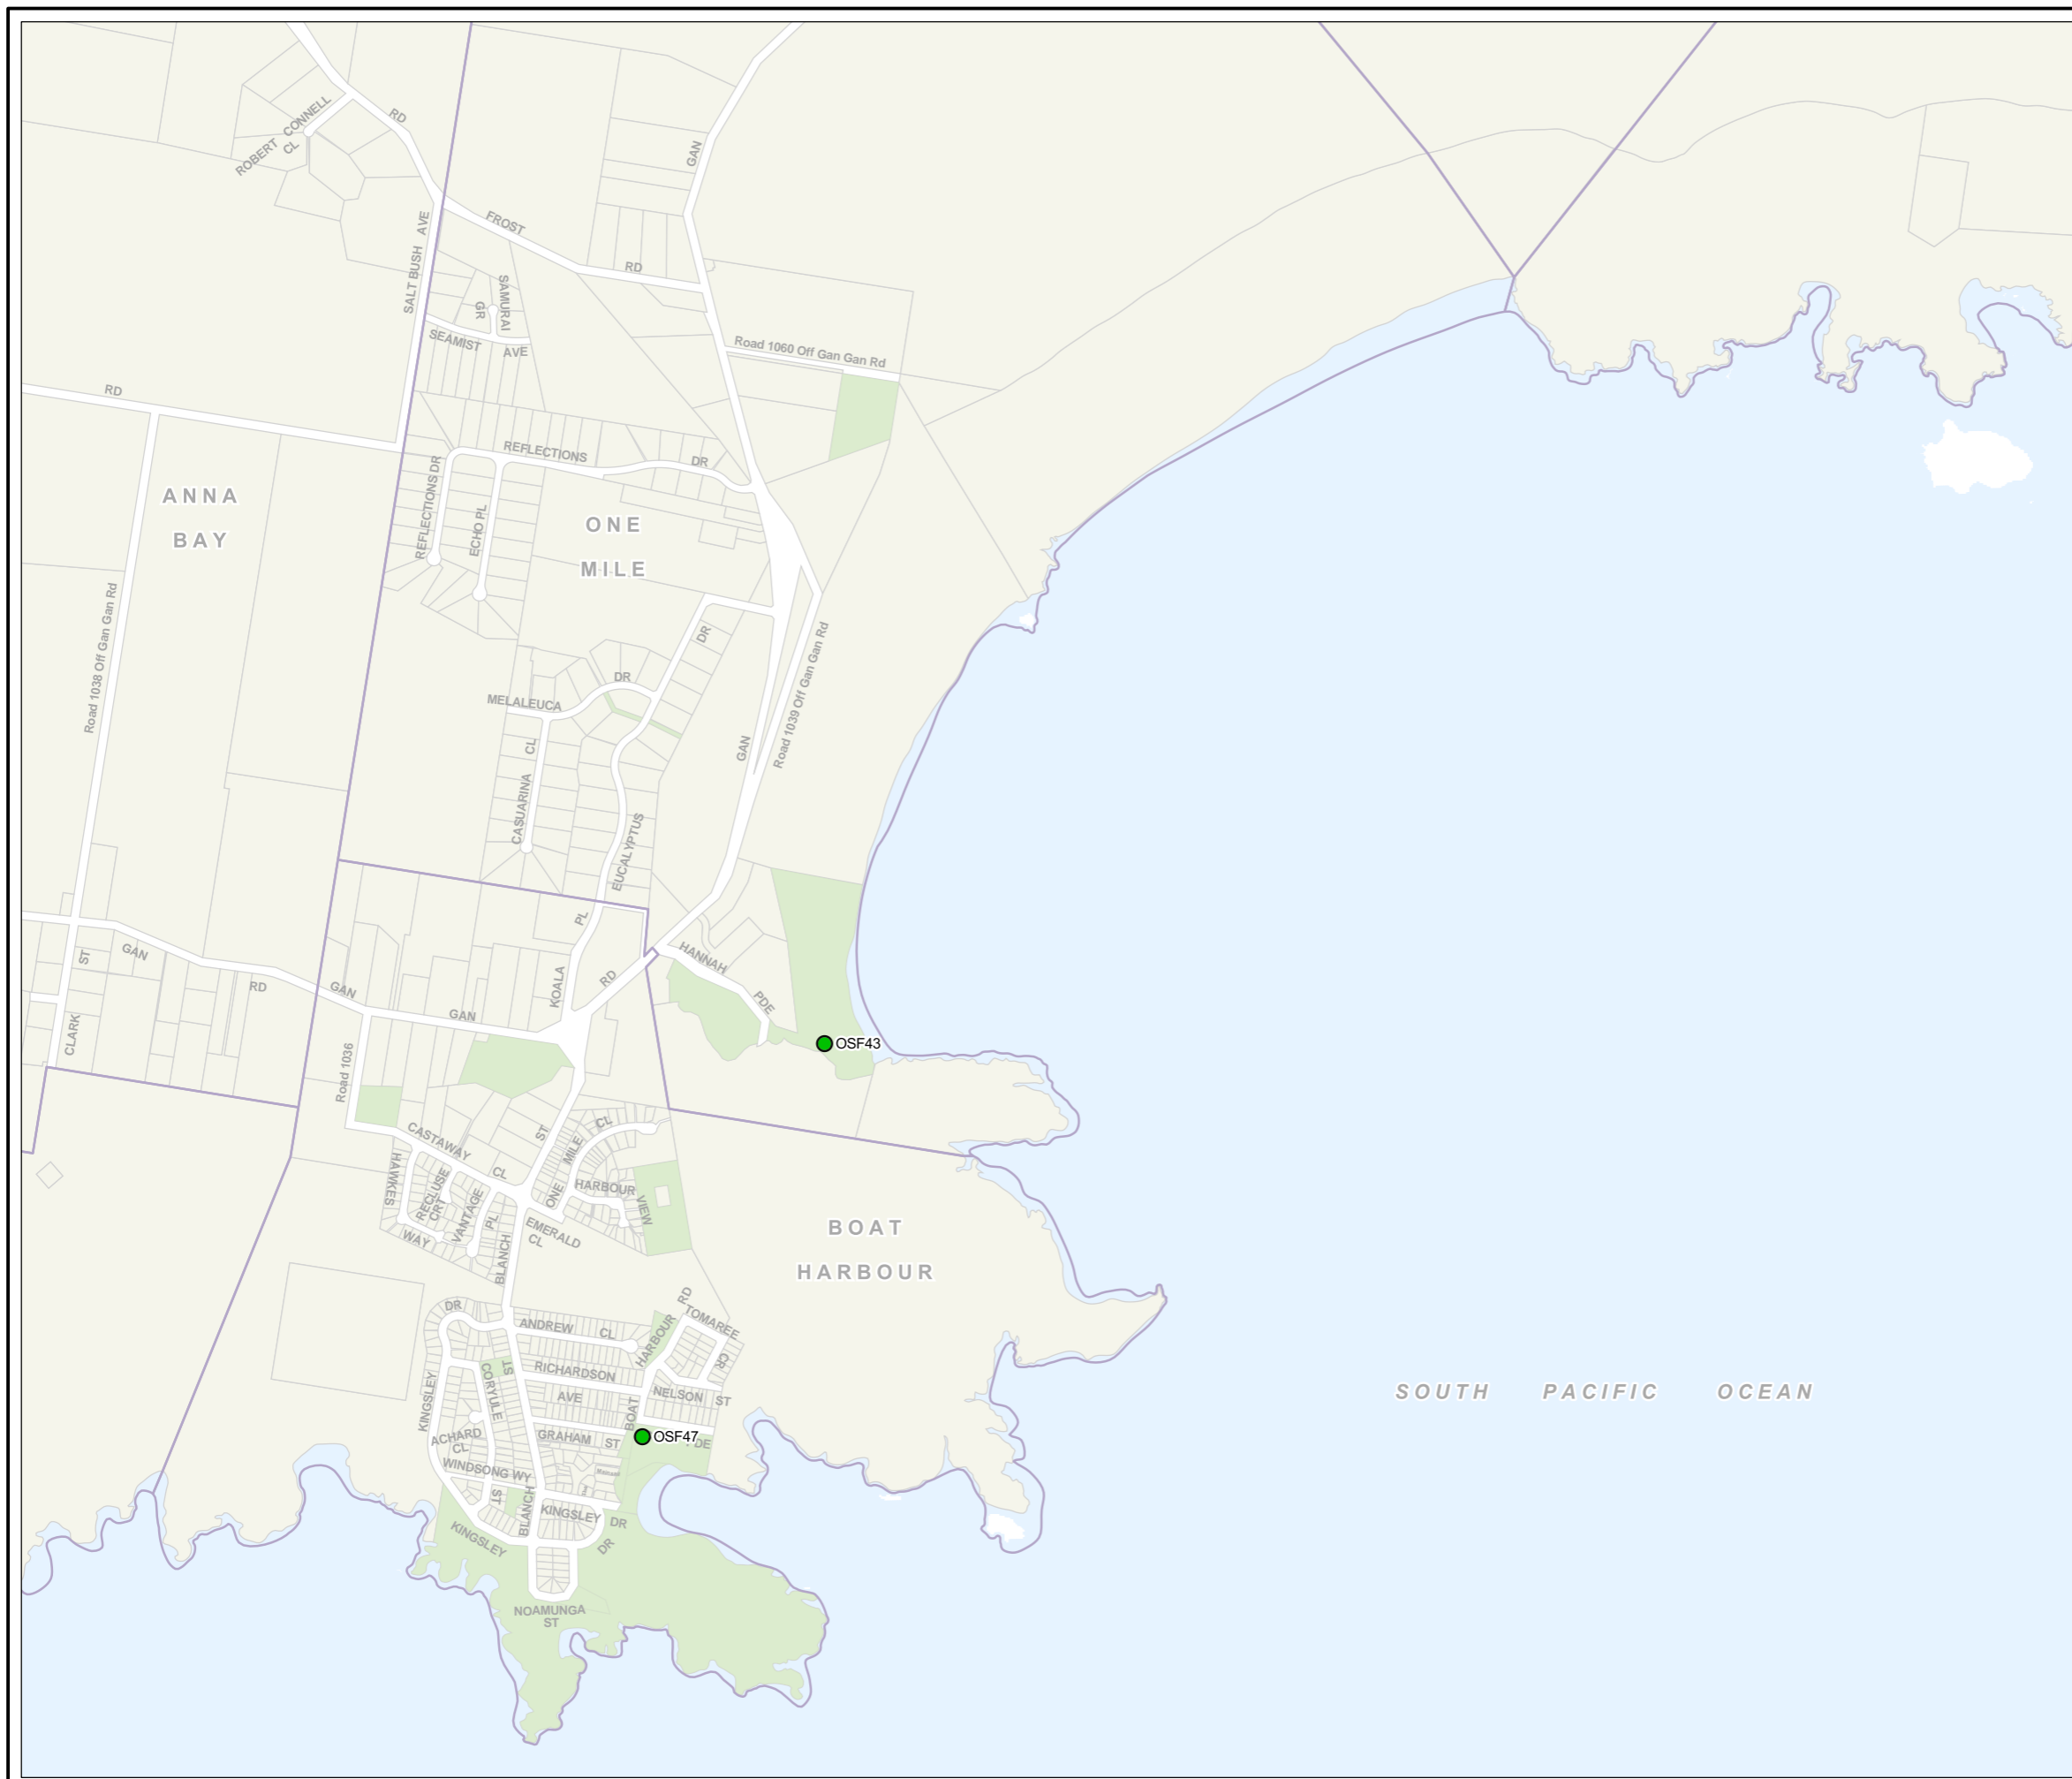 ROBERT CONNELL
CL
RD
GAN
SALT BUSH AVE
FROST
RD
SAMURAI
GR
SEAMIST
AVE
Road 1060 Off Gan Gan Rd
RD
REFLECTIONS
DR
REFLECTIONS DR
ECHO PL
ANNA
BAY
ONE
MILE
Road 1038 Off Gan Gan Rd
DR
DR
MELALEUCA
CL
CASUARINA
EUCALYPTUS
GAN
Road 1039 Off Gan Gan Rd
PL
KOALA
RD
HANNAH
PDE
ST
GAN
RD
GAN
GAN
CLARK
Road 1036
OSF43
CASTAWAY
CL
ST
ONE MILE
CL
HAWKES
WAY
RECLUSE
CRT
VANTAGE
PL
HARBOUR
VIEW
EMERALD
CL
BLANCH
BOAT
HARBOUR
DR
ANDREW CL
HARBOUR
RD
TOMAREE
CR
RICHARDSON
AVE
NELSON
ST
ST
CORYULE
KINGSLEY
BOAT
SOUTH PACIFIC OCEAN
ACHARD
CL
GRAHAM ST
OSF47
PDE
WINDSONG WY
ST
BLANCH
KINGSLEY DR
KINGSLEY
DR
NOAMUNGA
ST